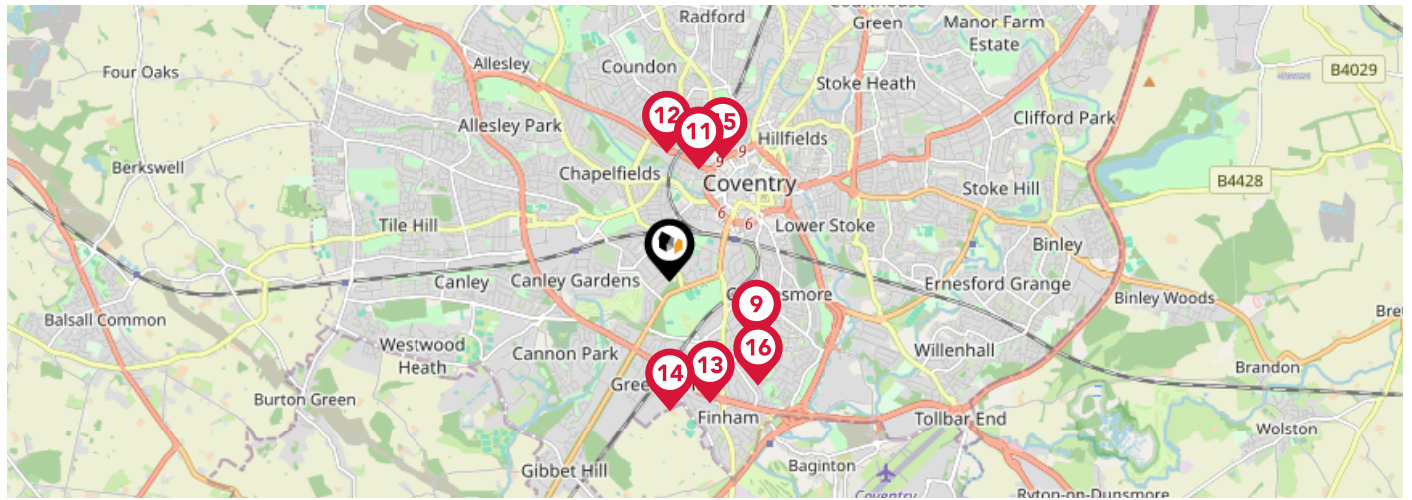 Radford
Green
Manor Farm
Estate
Four Oaks
Allesley
Coundon
Stoke Heath
B4029
12
11
Allesley Park
9
9
Hillfields
Clifford Park
Berkswell
Chapelfields
Coventry
Stoke Hill
B4428
Tile Hill
6
6
Lower Stoke
Binley
Canley
Canley Gardens
Ernesford Grange
Binley Woods
9
Balsall Common
Westwood
Heath
Cannon Park
16
Willenhall
13
14
Brandon
Burton Green
Finham
Tollbar End
Wolston
Gibbet Hill
Baginton
Coventry
Ryton-on-Dunsmore